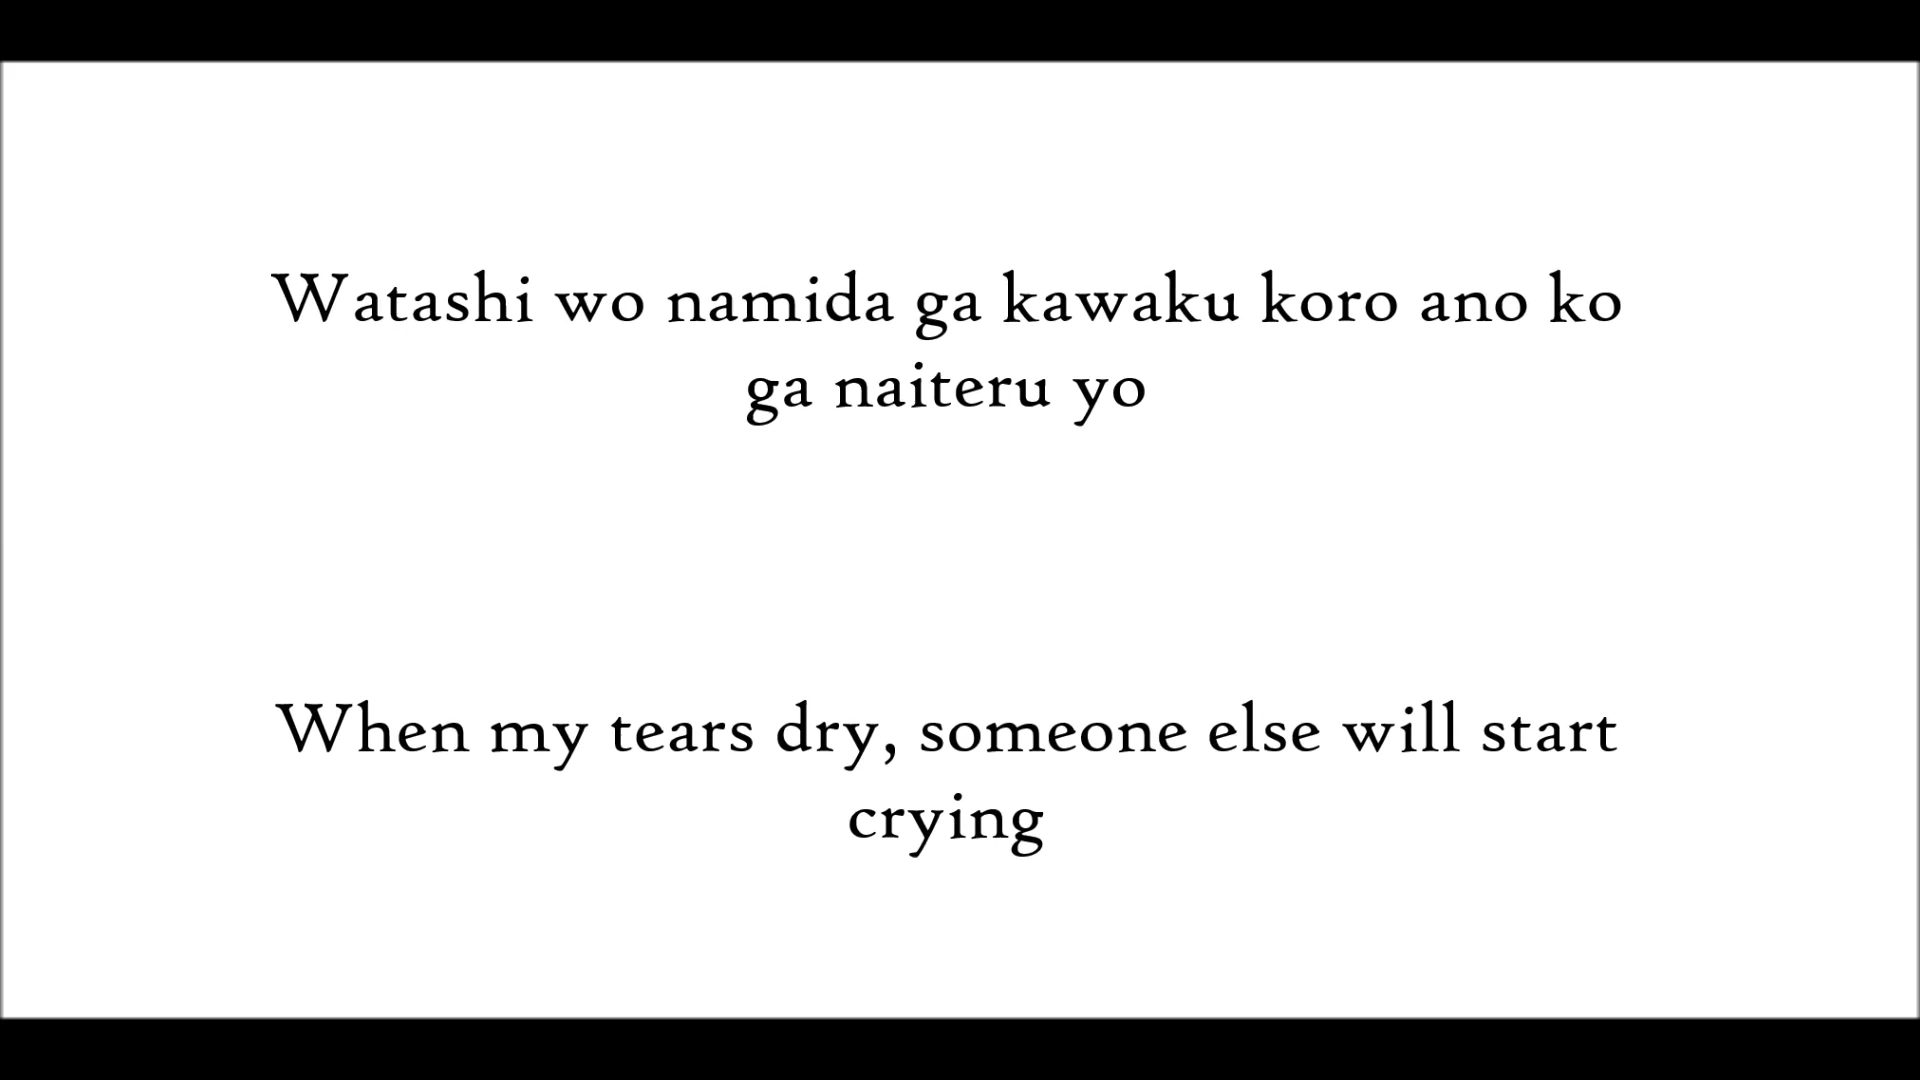 Watashi wo namida ga kawaku koro ano ko
ga naiteru yo
When my tears dry, someone else will start
crying